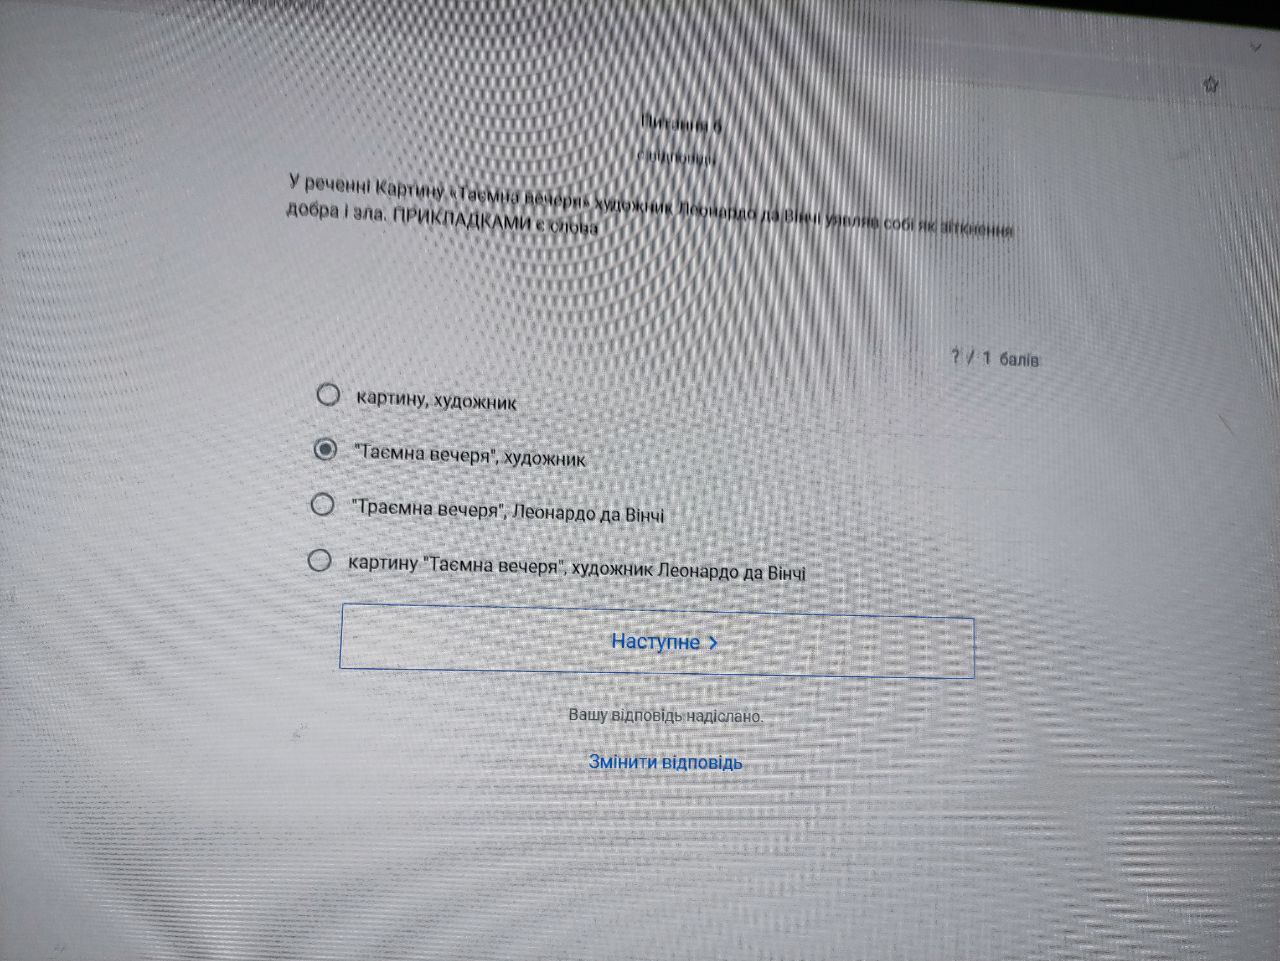 Питання 6
є відповідь
У реченні Картину «Таємна вечеря» художник Леонардо да Вінчі уявляв собі як зіткнення
добра і зла. ПРИКЛАДКАМИ є слова
? / 1 балів
картину, художник
"Таємна вечеря", художник
"Траємна вечеря", Леонардо да Вінчі
картину "Таємна вечеря", художник Леонардо да Вінчі
Наступне >
Вашу відповідь надіслано.
Змінити відповідь